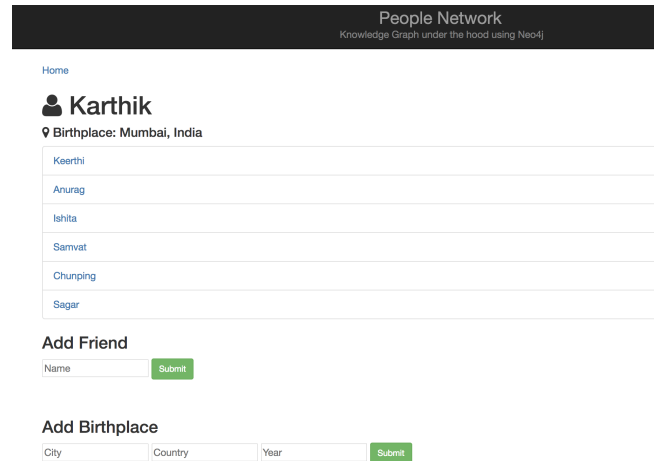 People Network
Knowledge Graph under the hood using Neo4j
Home
Karthik
Birthplace: Mumbai, India
Keerthi
Anurag
Ishita
Samvat
Chunping
Sagar
Add Friend
Name Submit
Add Birthplace
City Country Year Submit